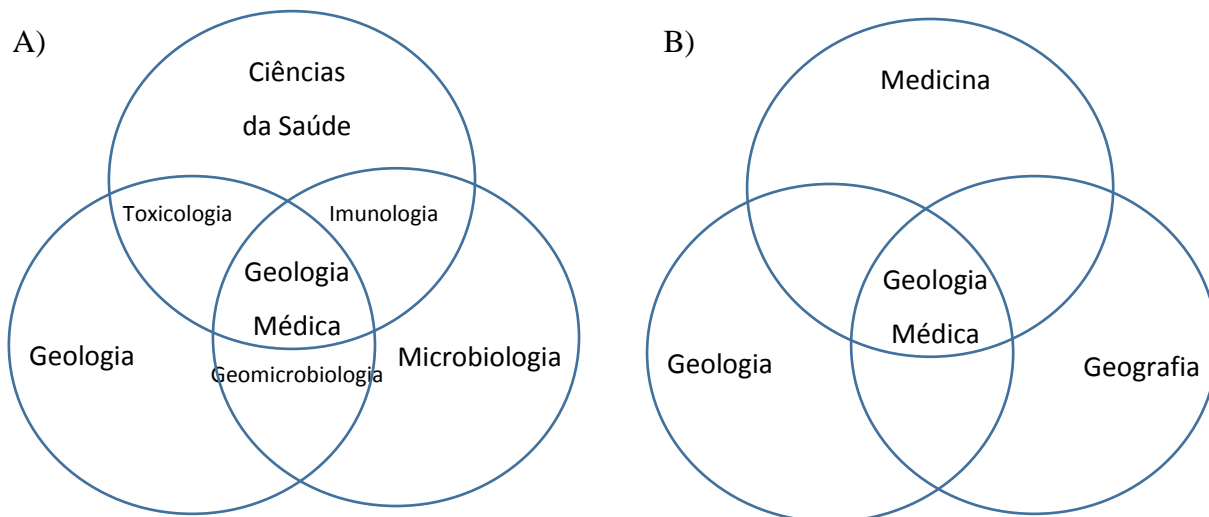 A)
Ciências
da Saúde
Toxicologia
Imunologia
Geologia
Médica
Geologia
Microbiologia
Geomicrobiologia
B)
Medicina
Geologia
Médica
Geologia
Geografia